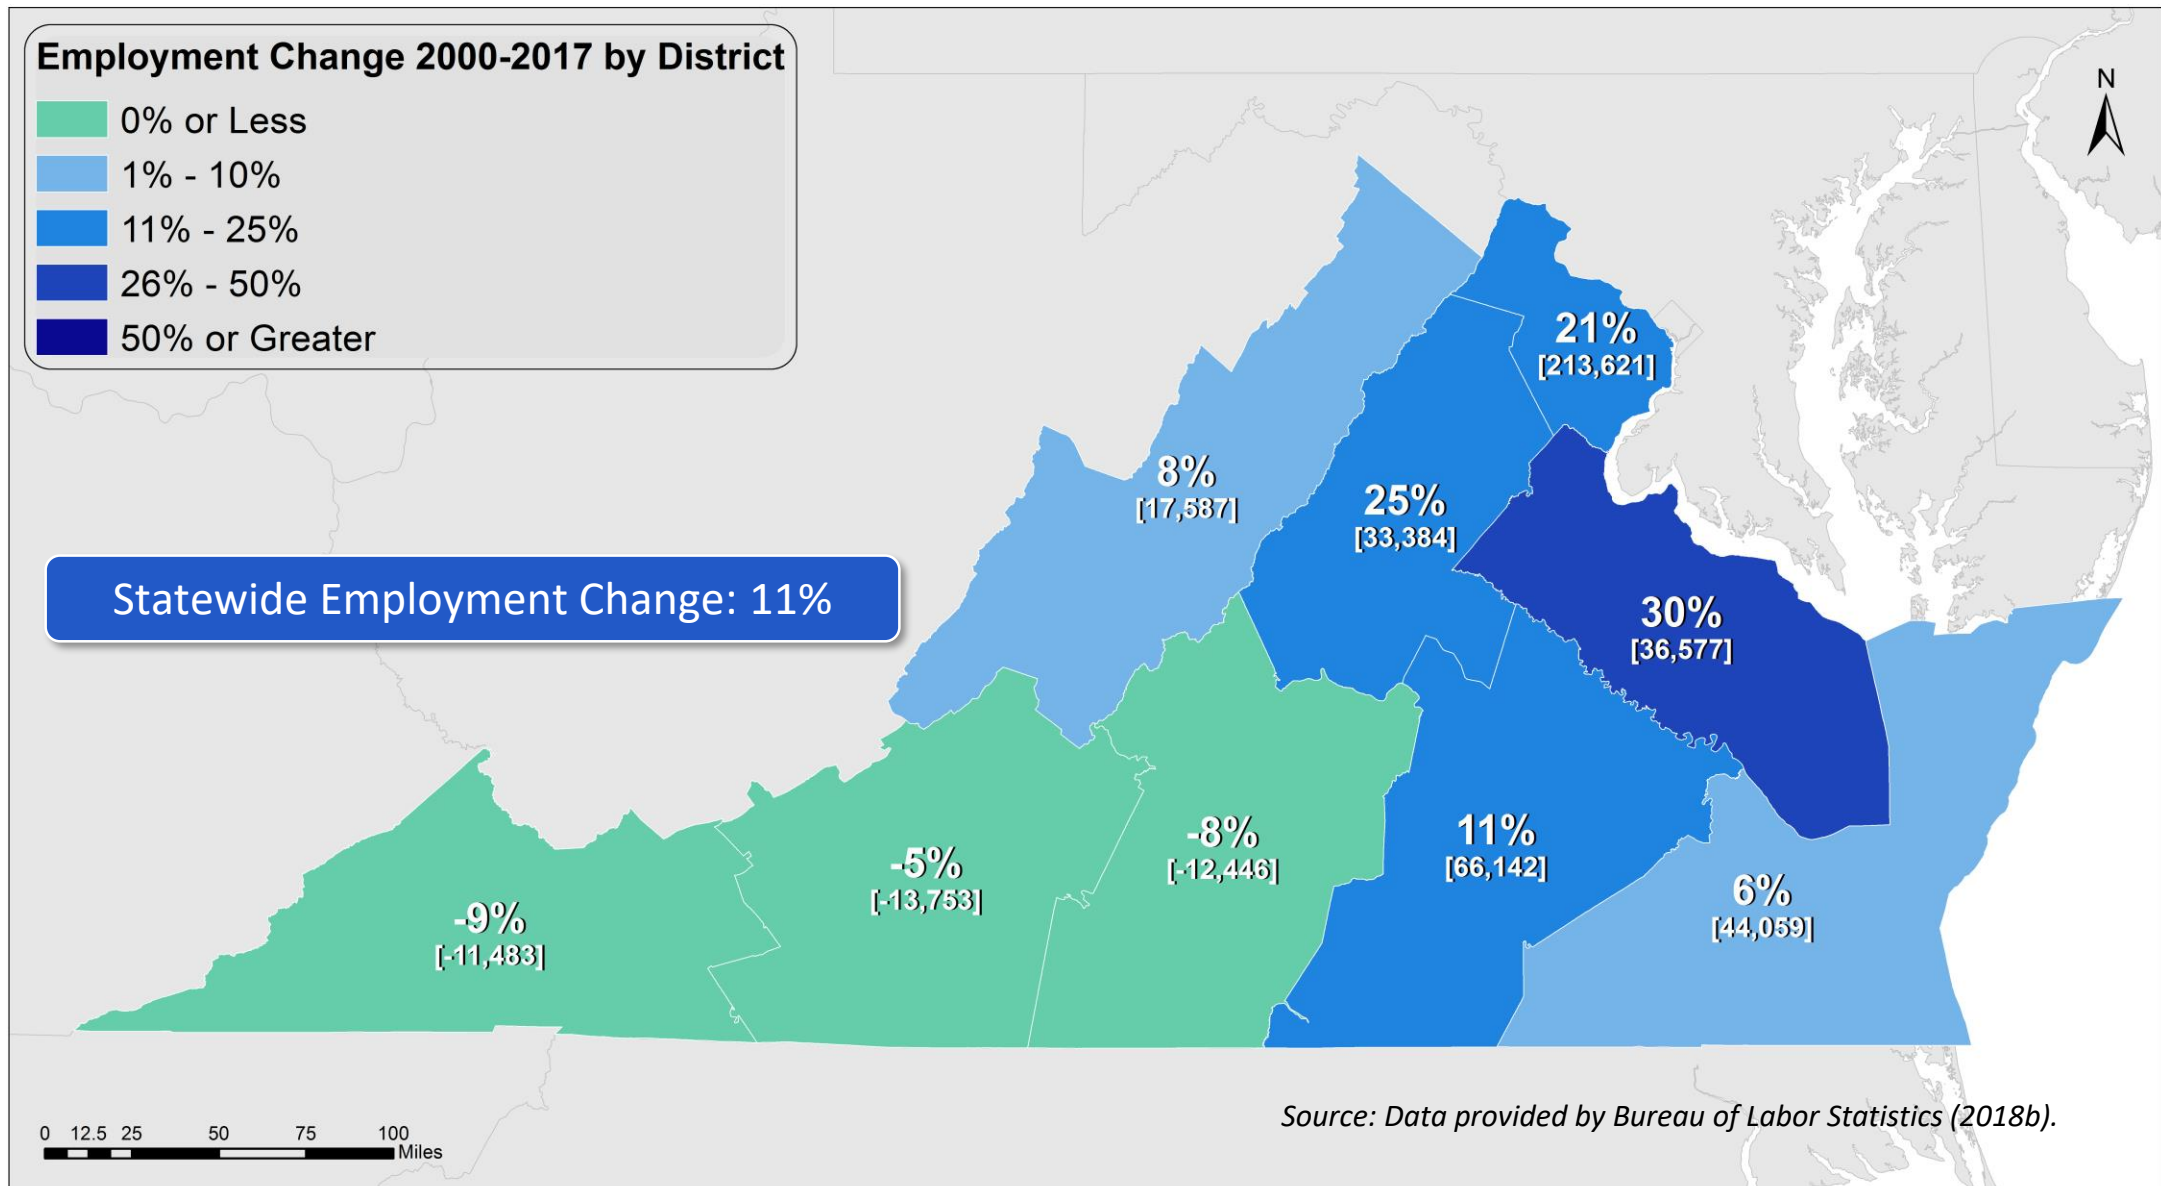 Employment Change 2000-2017 by District
0% or Less
1% - 10%
11% - 25%
26% - 50%
50% or Greater
N
21%
[213,621]
8%
[17,587]
25%
[33,384]
Statewide Employment Change: 11%
30%
[36,577]
-9%
[-11,483]
-5%
[-13,753]
-8%
[-12,446]
11%
[66,142]
6%
[44,059]
Source: Data provided by Bureau of Labor Statistics (2018b).
0 12.5 25 50 75 100
Miles